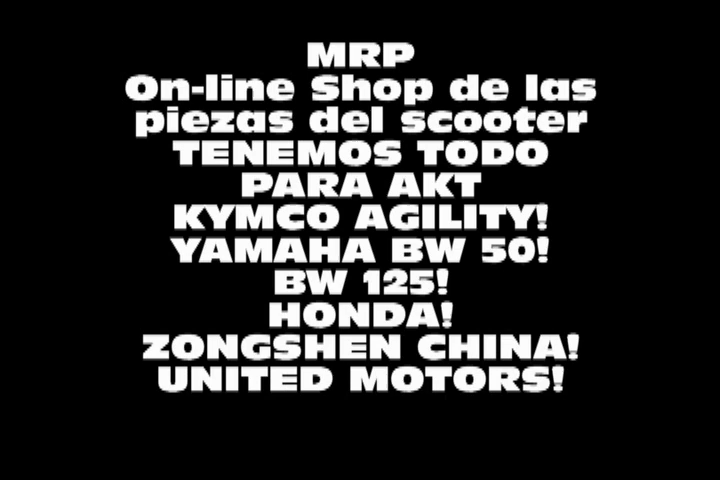 MRP
On-line Shop de las
piezas del scooter
TENEMOS TODO
PARA AKT
KYMCO AGILITY!
YAMAHA BW 50!
BW 125!
HONDA!
ZONGSHEN CHINA!
UNITED MOTORS!